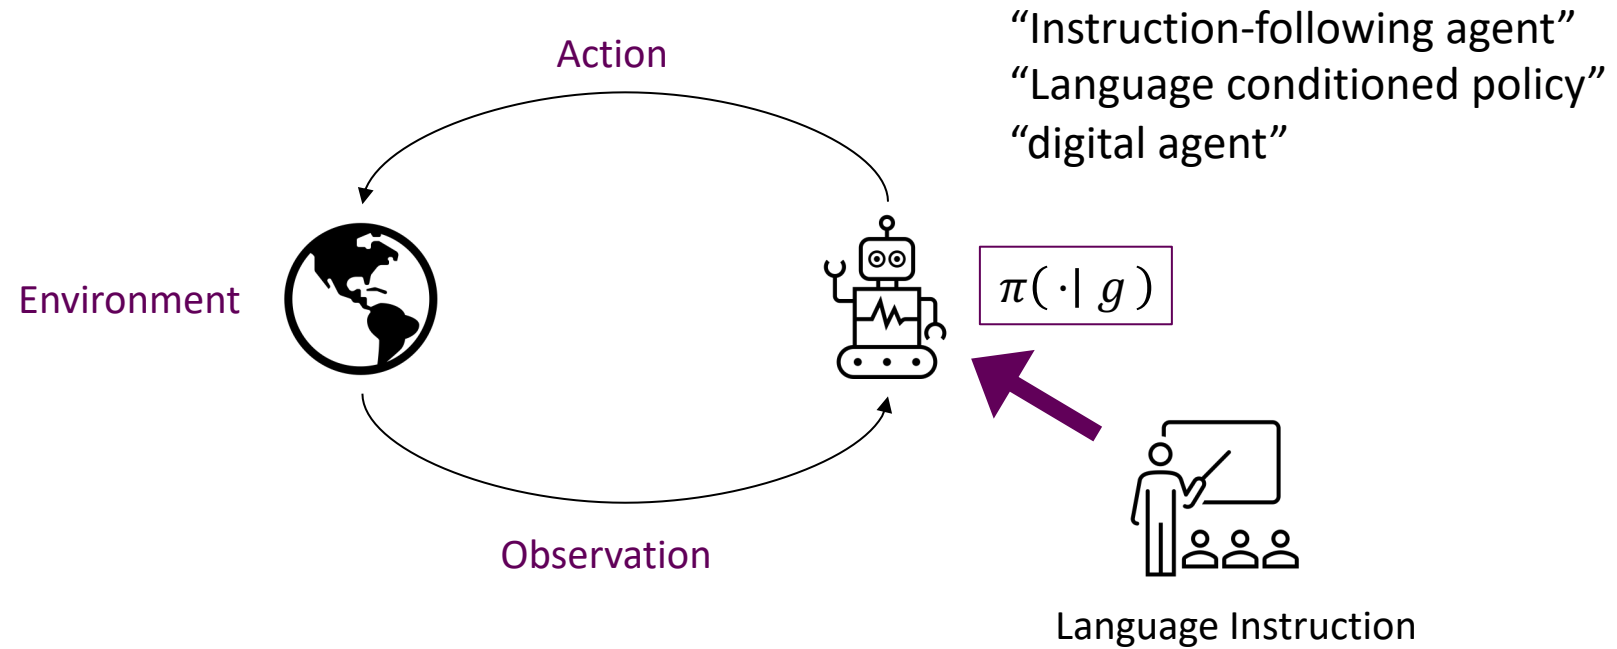 “Instruction-following agent”
“Language conditioned policy”
“digital agent”
Action
Environment
π( ·| g )
Observation
Language Instruction